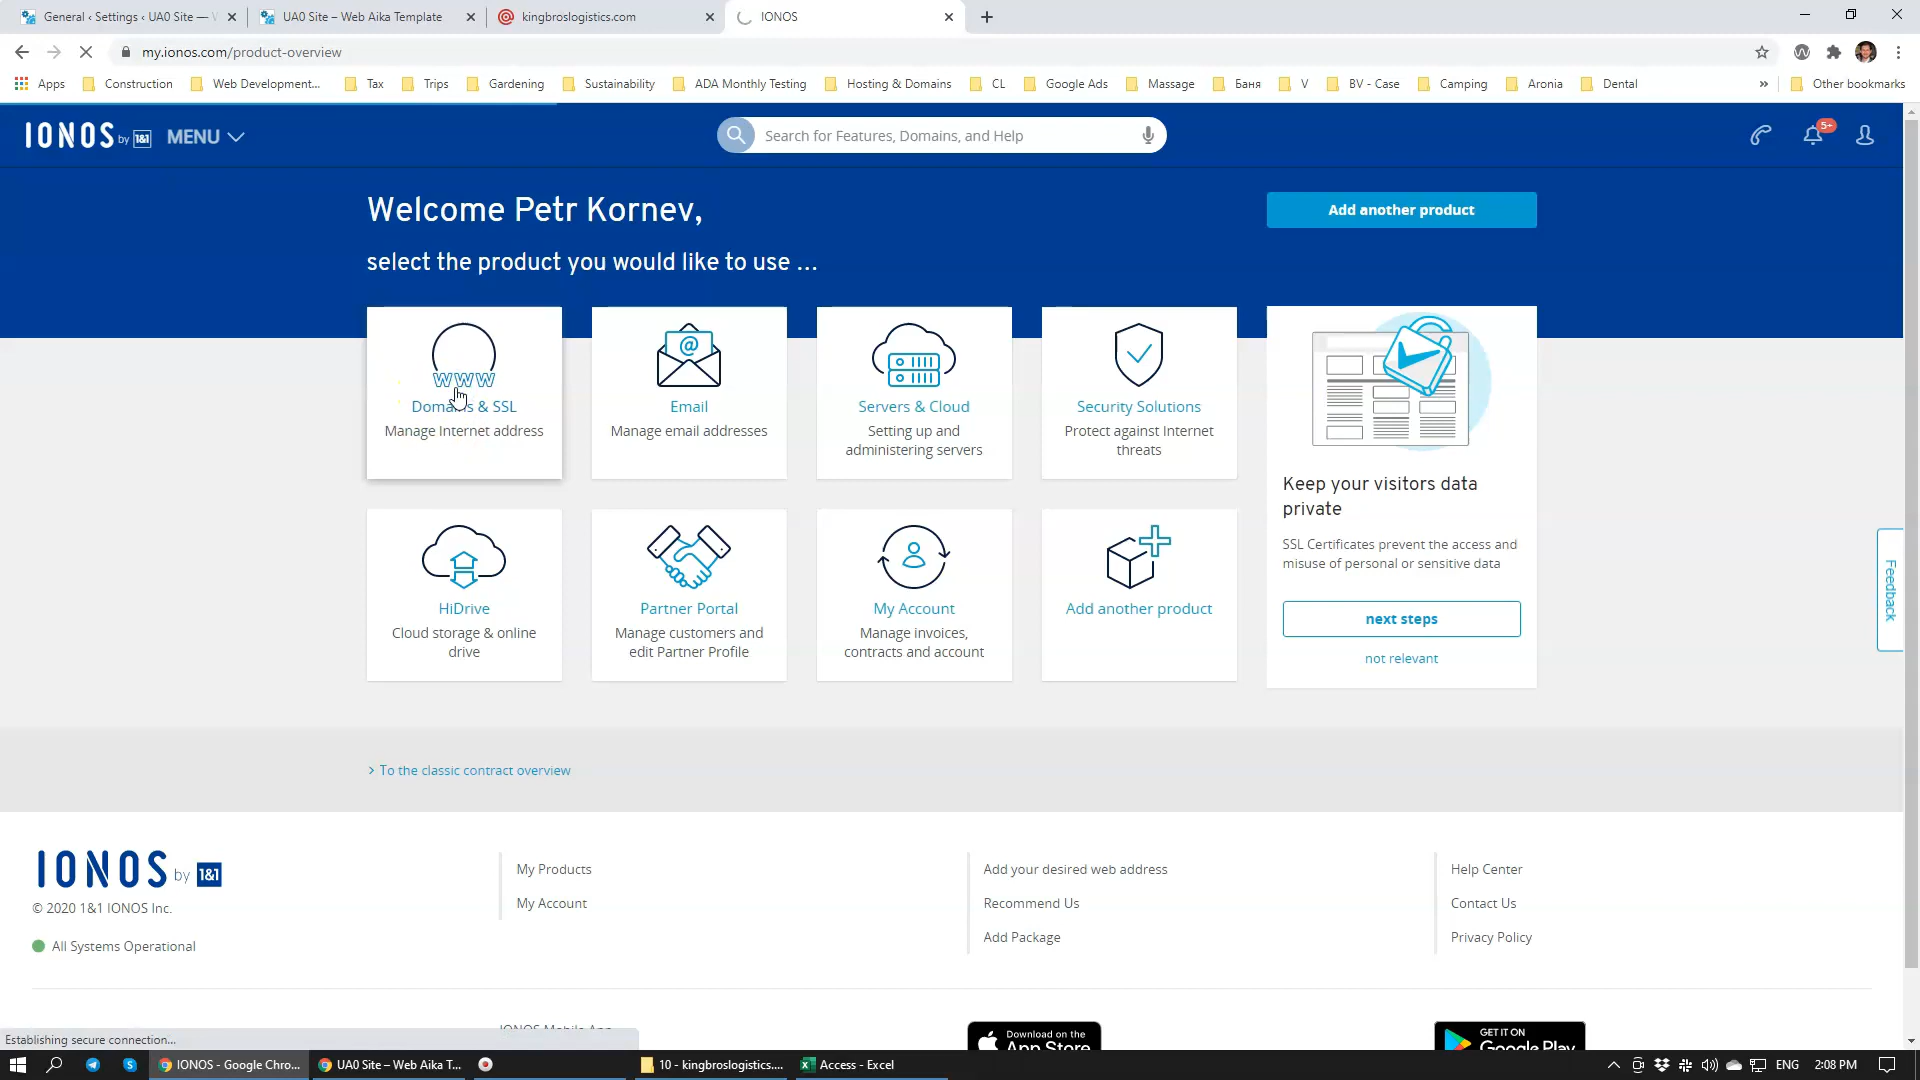 General ‹ Settings ‹ UA0 Site —
UA0 Site – Web Aika Template
kingbroslogistics.com
IONOS
my.ionos.com/product-overview
Apps
Construction
Web Development...
Tax
Trips
Gardening
Sustainability
ADA Monthly Testing
Hosting & Domains
CL
Google Ads
Massage
Баня
V
BV - Case
Camping
Aronia
Dental
»
Other bookmarks
IONOS by 1&1
MENU
Search for Features, Domains, and Help
5+
Welcome Petr Kornev,
Add another product
select the product you would like to use ...
www
Domains & SSL
Manage Internet address
@
Email
Manage email addresses
Servers & Cloud
Setting up and
administering servers
Security Solutions
Protect against Internet
threats
Keep your visitors data
private
SSL Certificates prevent the access and
misuse of personal or sensitive data
next steps
not relevant
HiDrive
Cloud storage & online
drive
Partner Portal
Manage customers and
edit Partner Profile
My Account
Manage invoices,
contracts and account
Add another product
Feedback
To the classic contract overview
IONOS by 1&1
© 2020 1&1 IONOS Inc.
All Systems Operational
My Products
My Account
Add your desired web address
Recommend Us
Add Package
Help Center
Contact Us
Privacy Policy
IONOS Mobile App
Download on the
App Store
GET IT ON
Google Play
Establishing secure connection...
IONOS - Google Chro...
UA0 Site – Web Aika T...
10 - kingbroslogistics....
Access - Excel
ENG
2:08 PM